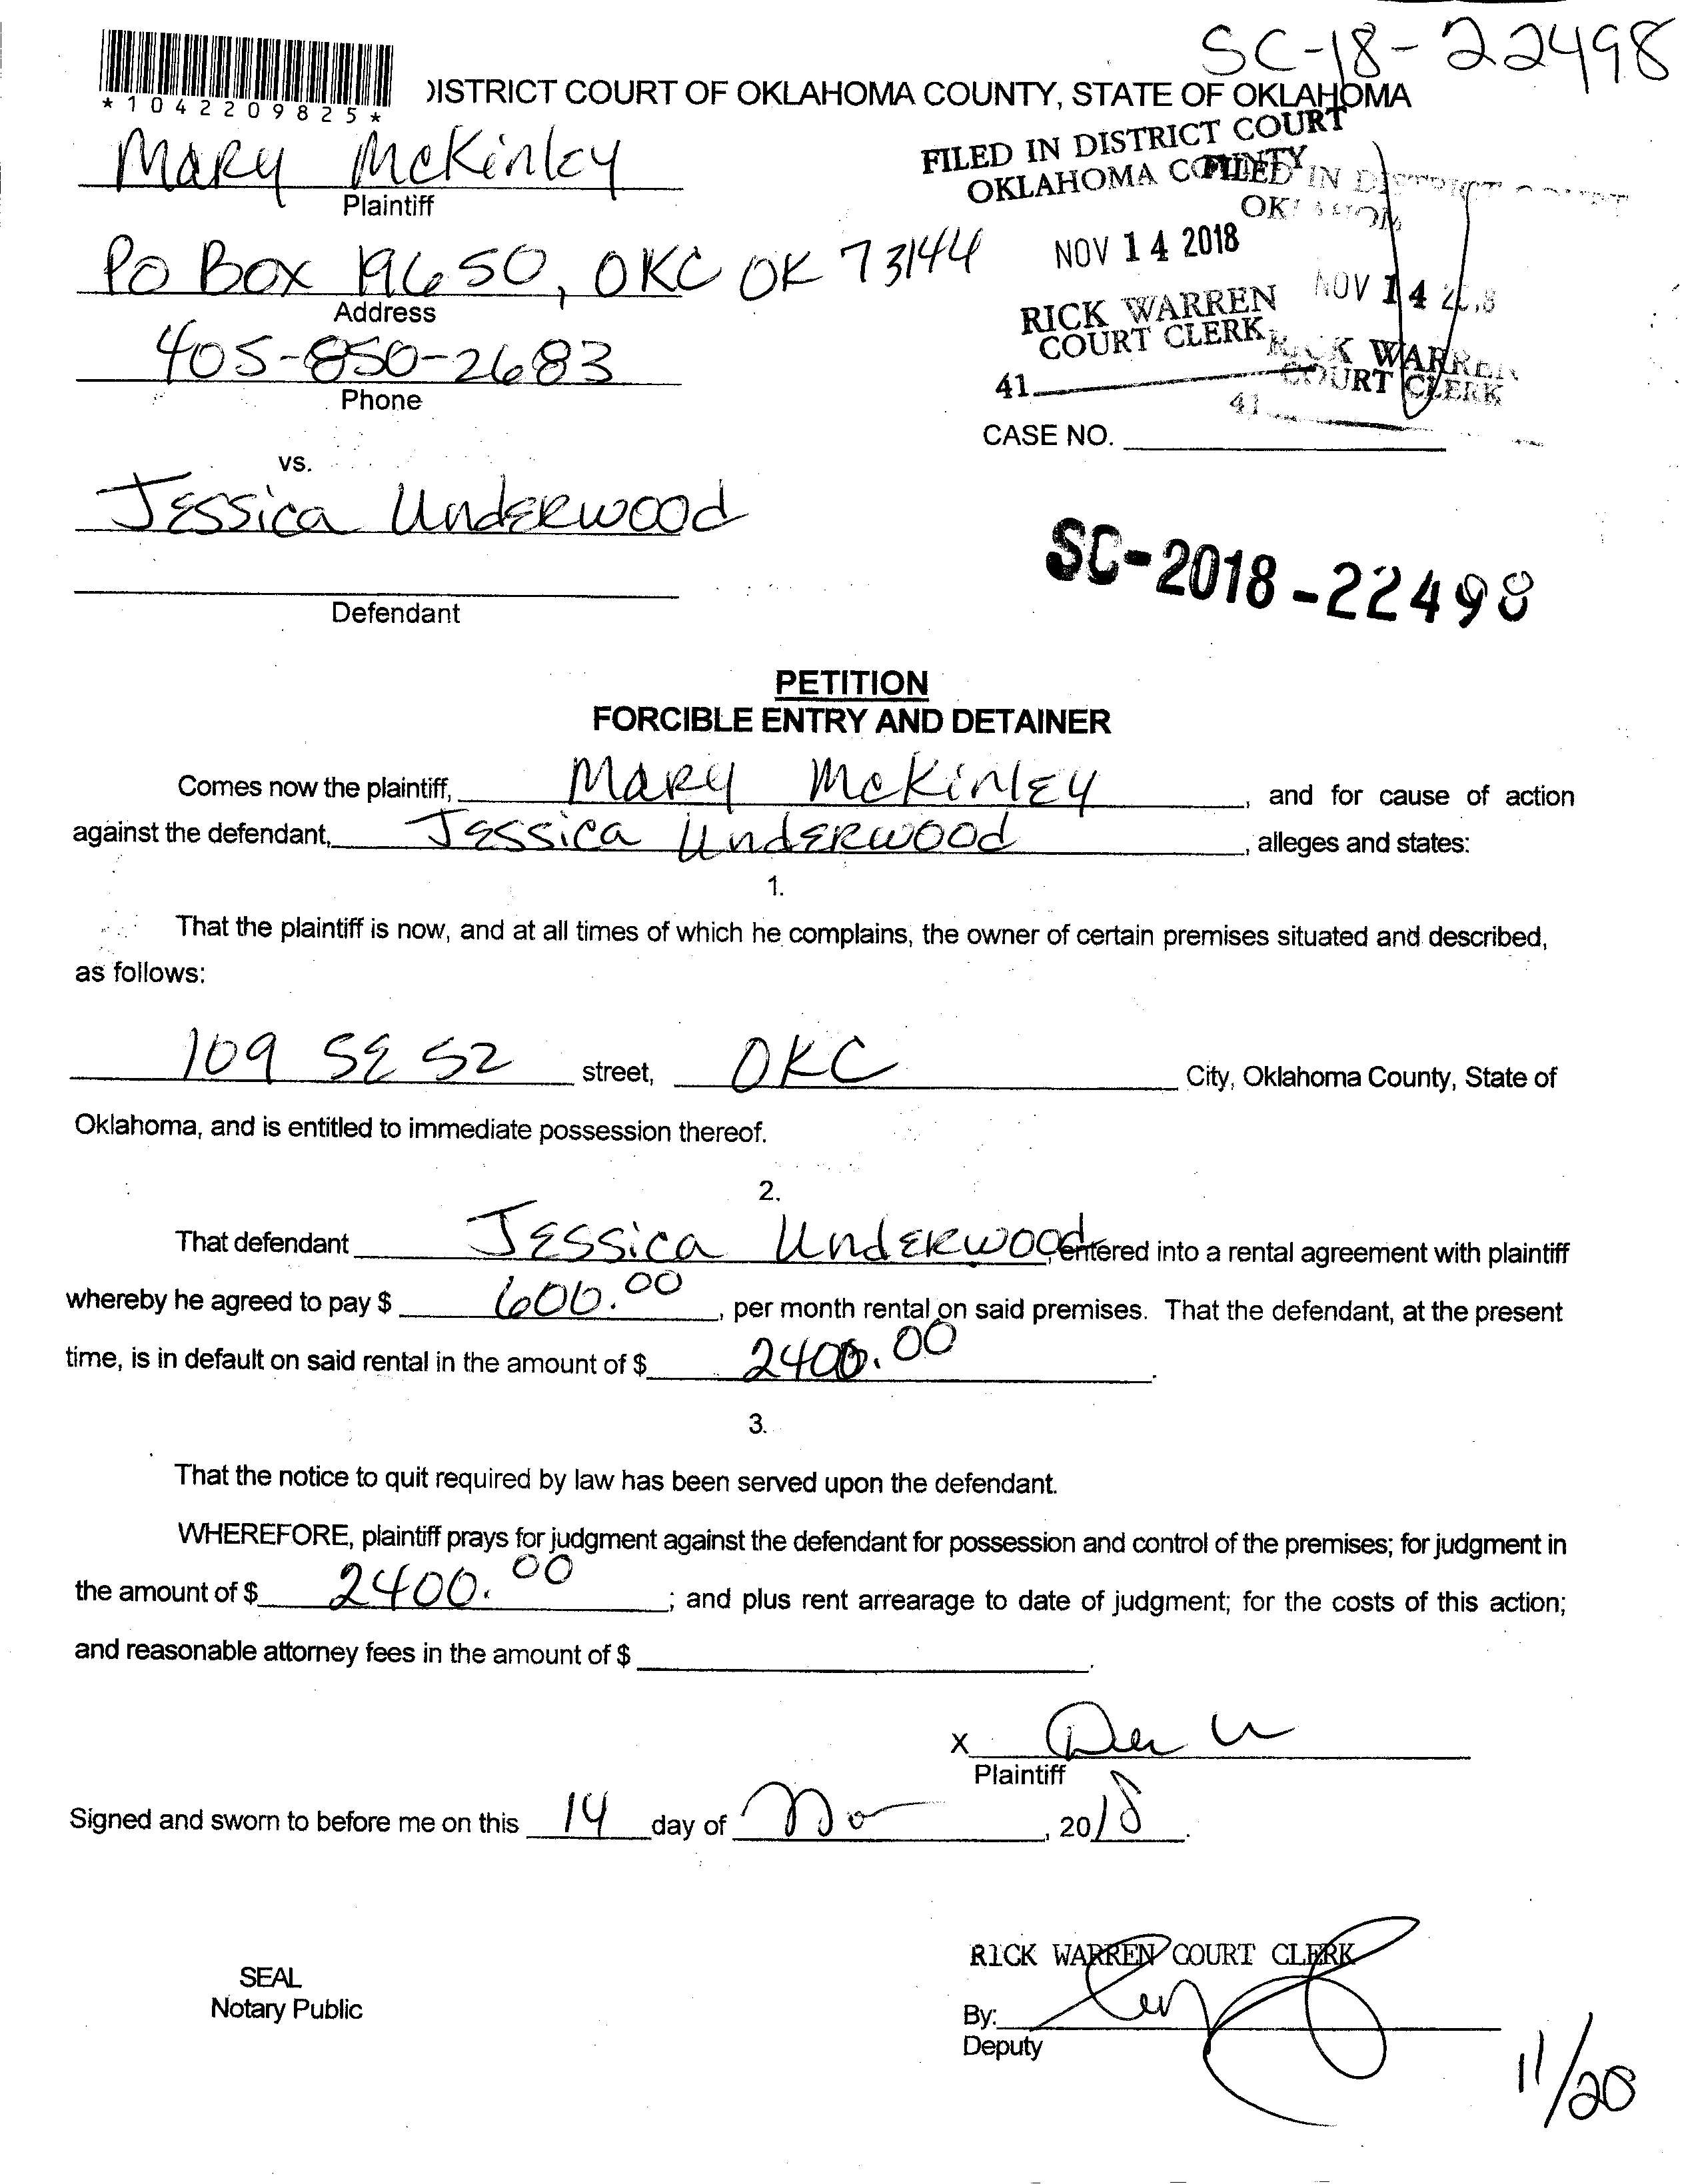 SC-18-22498
*1042209825*
DISTRICT COURT OF OKLAHOMA COUNTY, STATE OF OKLAHOMA
Mary McKinley
Plaintiff
FILED IN DISTRICT COURT
OKLAHOMA COUNTY
FILED IN DISTRICT COURT
PO Box 19650, OKC OK 73144
Address
NOV 14 2018
NOV 14 2018
RICK WARREN
COURT CLERK
RICK WARREN
COURT CLERK
405-850-2683
Phone
41
41
CASE NO.
vs.
Jessica Underwood
Defendant
SC-2018-22498
PETITION
FORCIBLE ENTRY AND DETAINER
Comes now the plaintiff, Mary McKinley, and for cause of action
against the defendant, Jessica Underwood, alleges and states:
1.
That the plaintiff is now, and at all times of which he complains, the owner of certain premises situated and described,
as follows:
109 SE 52 street, OKC City, Oklahoma County, State of
Oklahoma, and is entitled to immediate possession thereof.
2.
That defendant Jessica Underwood, entered into a rental agreement with plaintiff
whereby he agreed to pay $ 600.00, per month rental on said premises. That the defendant, at the present
time, is in default on said rental in the amount of $ 2400.00.
3.
That the notice to quit required by law has been served upon the defendant.
WHEREFORE, plaintiff prays for judgment against the defendant for possession and control of the premises; for judgment in
the amount of $ 2400.00; and plus rent arrearage to date of judgment; for the costs of this action;
and reasonable attorney fees in the amount of $ .
X
Plaintiff
Signed and sworn to before me on this 14 day of Nov, 2018.
RICK WARREN COURT CLERK
SEAL
Notary Public
By:
Deputy
11/20